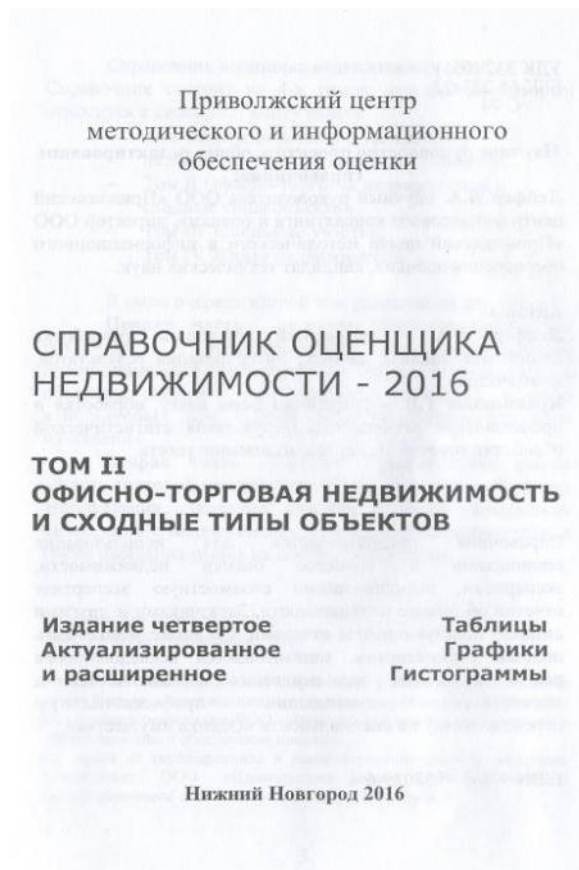 Приволжский центр
методического и информационного
обеспечения оценки
СПРАВОЧНИК ОЦЕНЩИКА
НЕДВИЖИМОСТИ - 2016
ТОМ II
ОФИСНО-ТОРГОВАЯ НЕДВИЖИМОСТЬ
И СХОДНЫЕ ТИПЫ ОБЪЕКТОВ
Издание четвертое
Актуализированное
и расширенное
Таблицы
Графики
Гистограммы
Нижний Новгород 2016